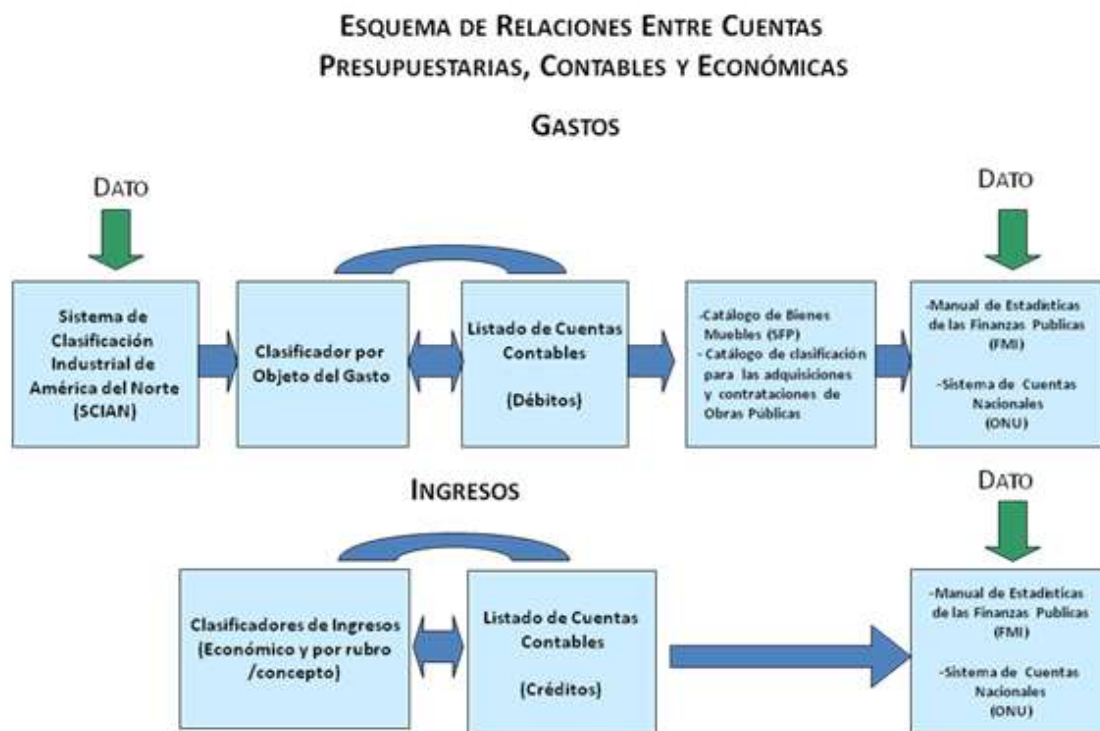 ESQUEMA DE RELACIONES ENTRE CUENTAS
PRESUPUESTARIAS, CONTABLES Y ECONÓMICAS
GASTOS
DATO
DATO
Sistema de
Clasificación
Industrial de
América del Norte
(SCIAN)
Clasificador por
Objeto del Gasto
Listado de Cuentas
Contables
(Débitos)
-Catálogo de Bienes
Muebles (SFP)
- Catálogo de clasificación
para las adquisiciones
y contrataciones de
Obras Públicas
-Manual de Estadísticas
de las Finanzas Publicas
(FMI)
-Sistema de Cuentas
Nacionales
(ONU)
INGRESOS
DATO
Clasificadores de Ingresos
(Económico y por rubro
/concepto)
Listado de Cuentas
Contables
(Créditos)
-Manual de Estadísticas
de las Finanzas Publicas
(FMI)
-Sistema de Cuentas
Nacionales
(ONU)